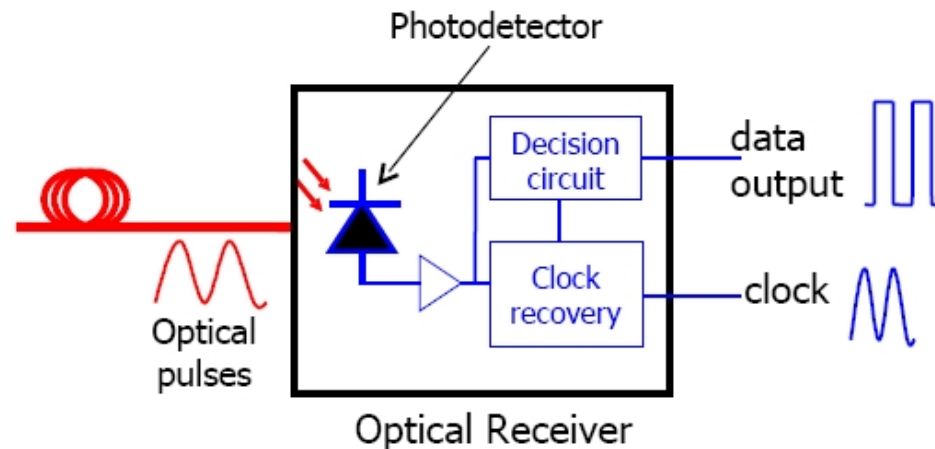 Photodetector
Decision
circuit
data
output
Clock
recovery
clock
Optical
pulses
Optical Receiver